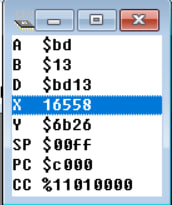 A $bd
B $13
D $bd13
X 16558
Y $6b26
SP $00ff
PC $c000
CC %11010000